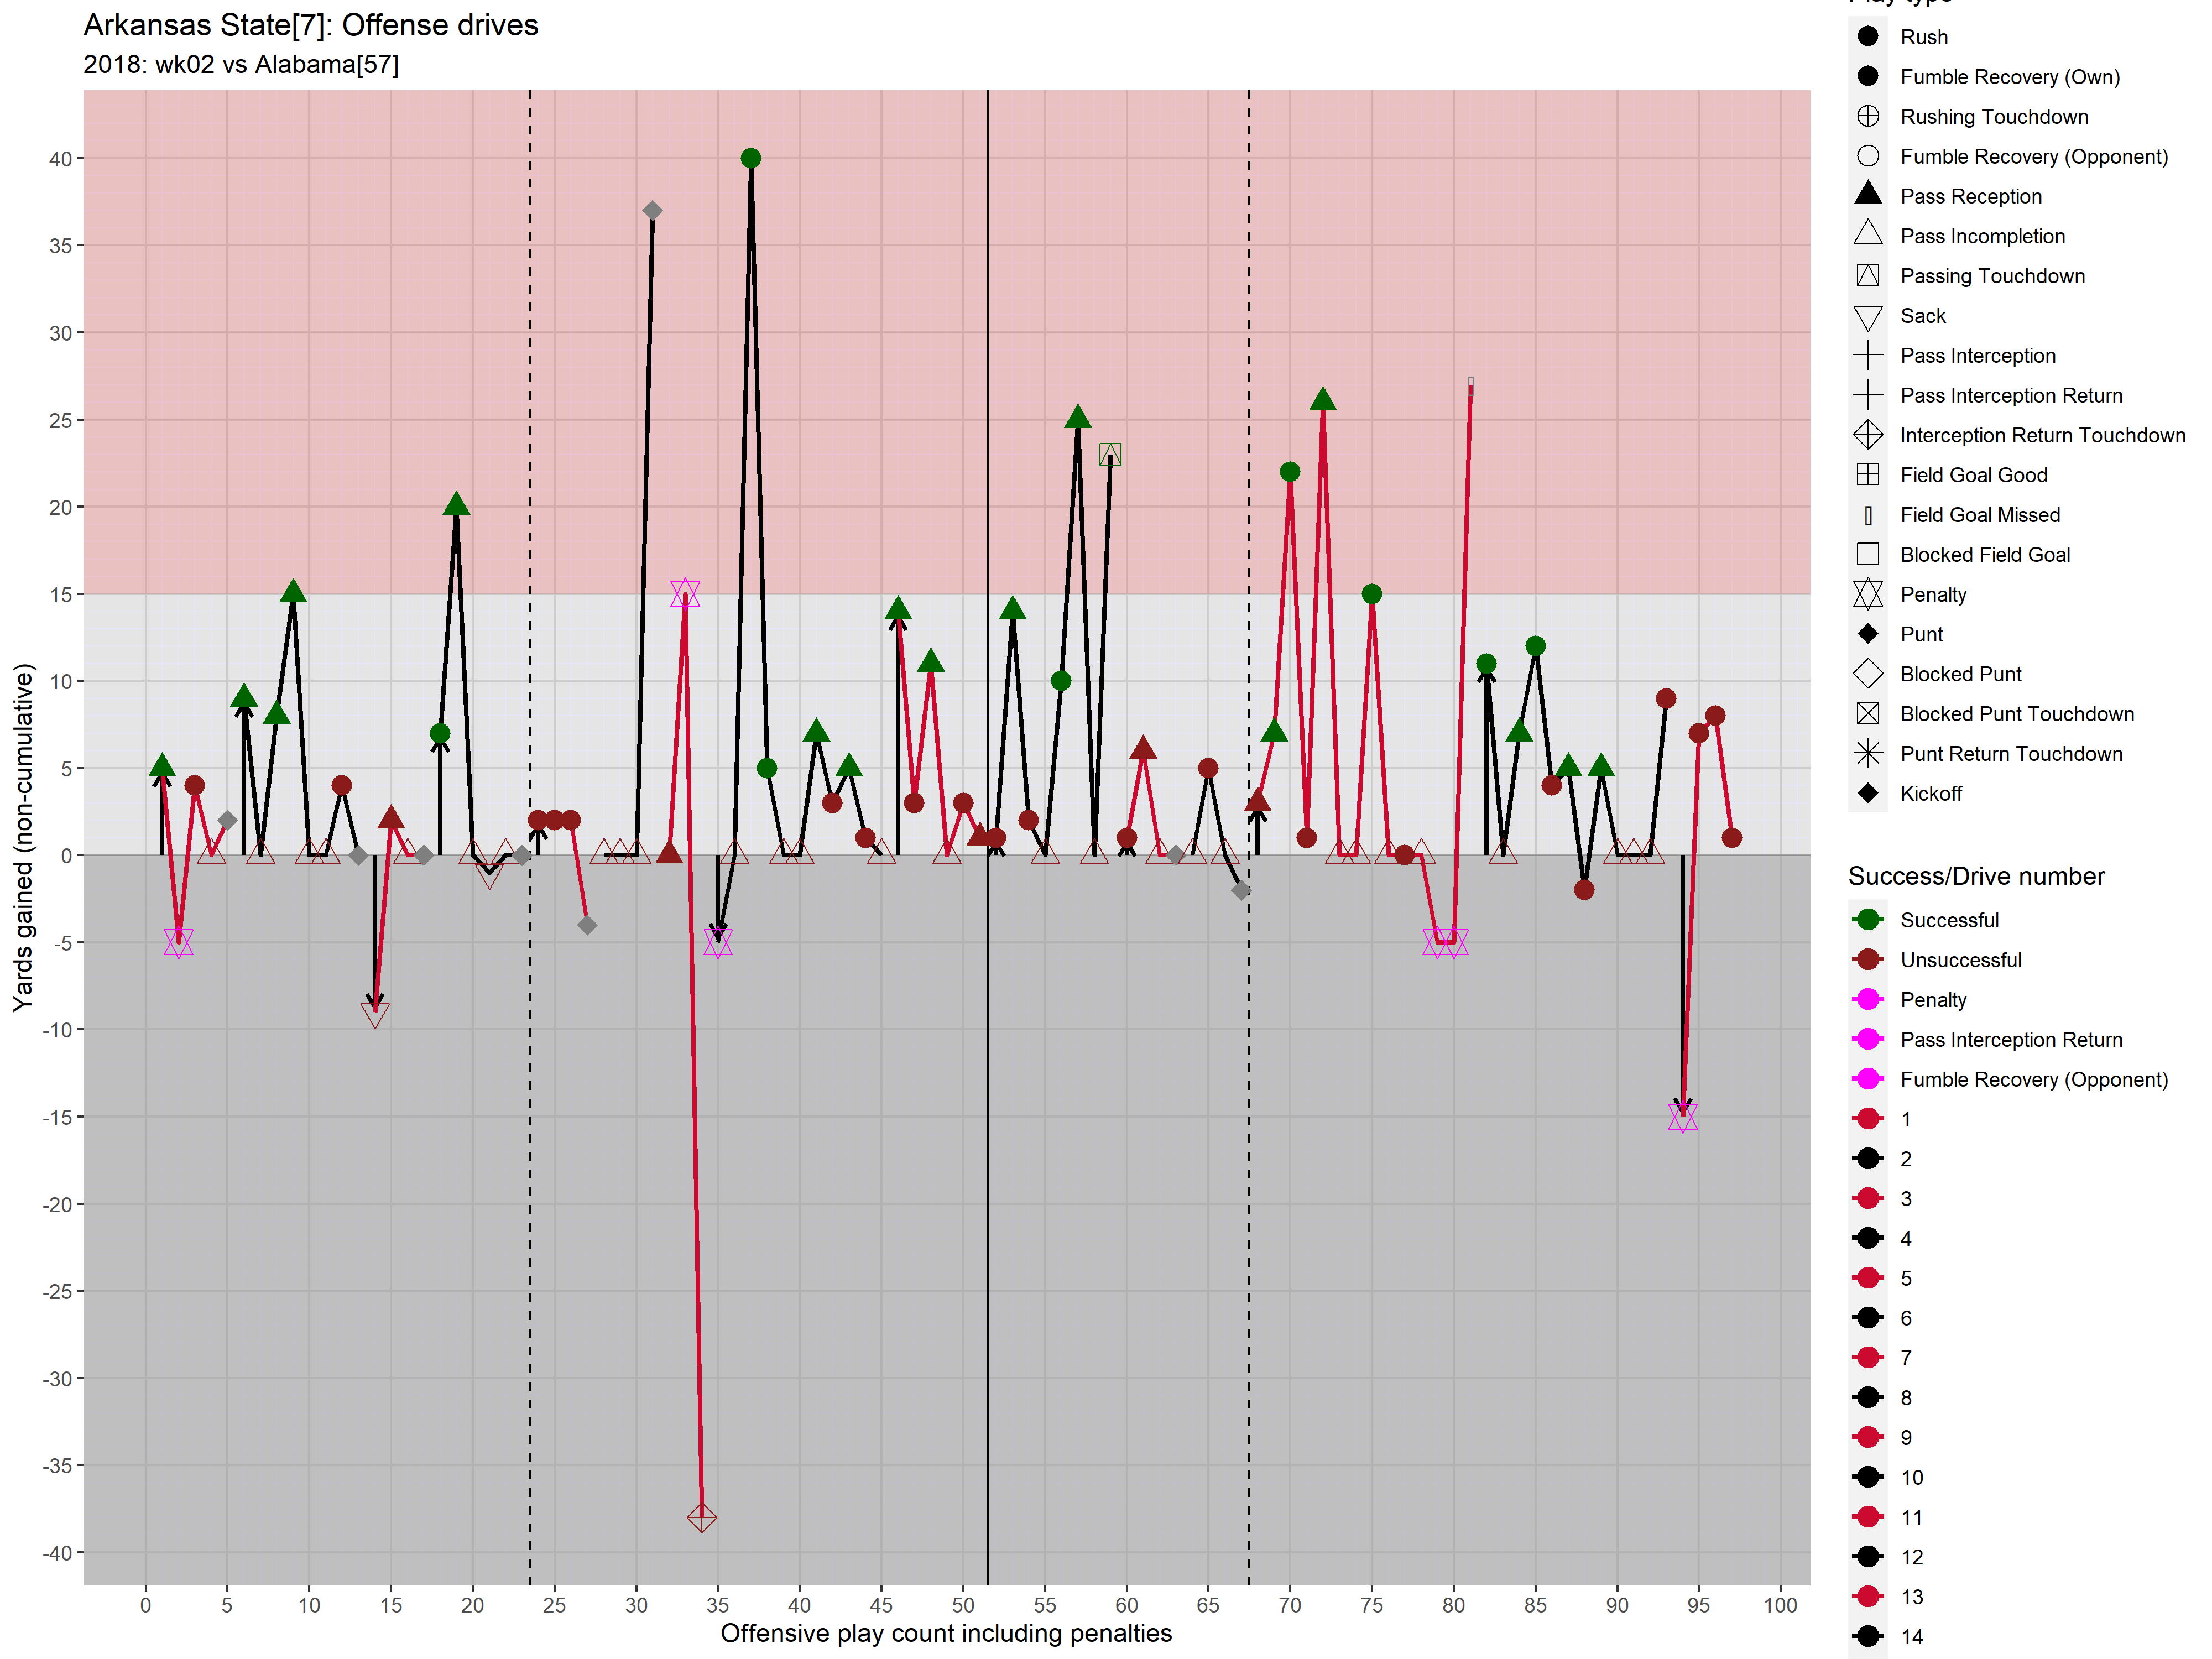 Arkansas State[7]: Offense drives
2018: wk02 vs Alabama[57]
Yards gained (non-cumulative)
40
35
30
25
20
15
10
5
0
-5
-10
-15
-20
-25
-30
-35
-40
0 5 10 15 20 25 30 35 40 45 50 55 60 65 70 75 80 85 90 95 100
Offensive play count including penalties
Play type
Rush
Fumble Recovery (Own)
Rushing Touchdown
Fumble Recovery (Opponent)
Pass Reception
Pass Incompletion
Passing Touchdown
Sack
Pass Interception
Pass Interception Return
Interception Return Touchdown
Field Goal Good
Field Goal Missed
Blocked Field Goal
Penalty
Punt
Blocked Punt
Blocked Punt Touchdown
Punt Return Touchdown
Kickoff
Success/Drive number
Successful
Unsuccessful
Penalty
Pass Interception Return
Fumble Recovery (Opponent)
1
2
3
4
5
6
7
8
9
10
11
12
13
14